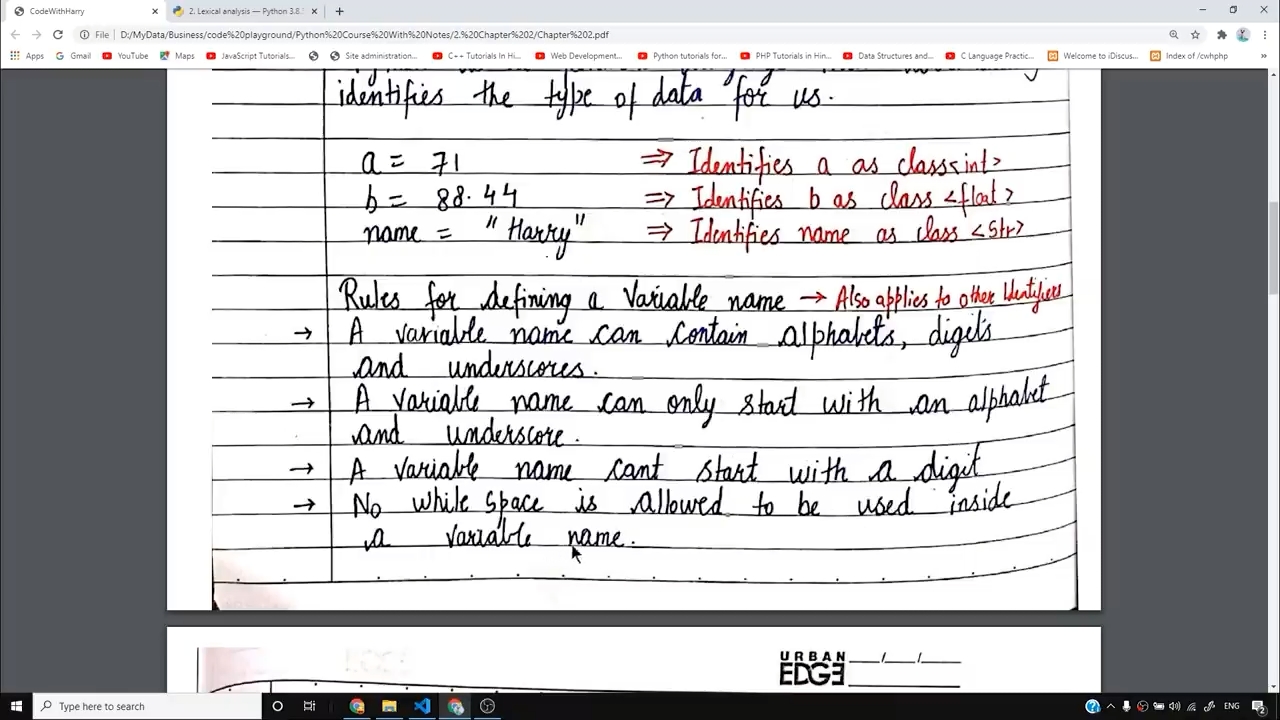 CodeWithHarry
2. Lexical analysis — Python 3.8.
File
D:/MyData/Business/code%20playground/Python%20Course%20With%20Notes/2.%20Chapter%202/Chapter%202.pdf
Apps Gmail YouTube Maps JavaScript Tutorials... Site administration... C++ Tutorials In Hi... Web Development... Python tutorials for... PHP Tutorials in Hi... Data Structures and... C Language Practic... Welcome to iDiscus... Index of /cwhphp
identifies the type of data for us.
a = 71 ⇒ Identifies a as class<int>
b = 88.44 ⇒ Identifies b as class <float>
name = "Harry" ⇒ Identifies name as class <str>
Rules for defining a Variable name → Also applies to other Identifiers
→ A variable name can contain alphabets, digits
and underscores.
→ A variable name can only start with an alphabet
and underscore.
→ A variable name cant start with a digit
→ No while space is allowed to be used inside
a variable name.
URBAN
EDGE
Type here to search
ENG